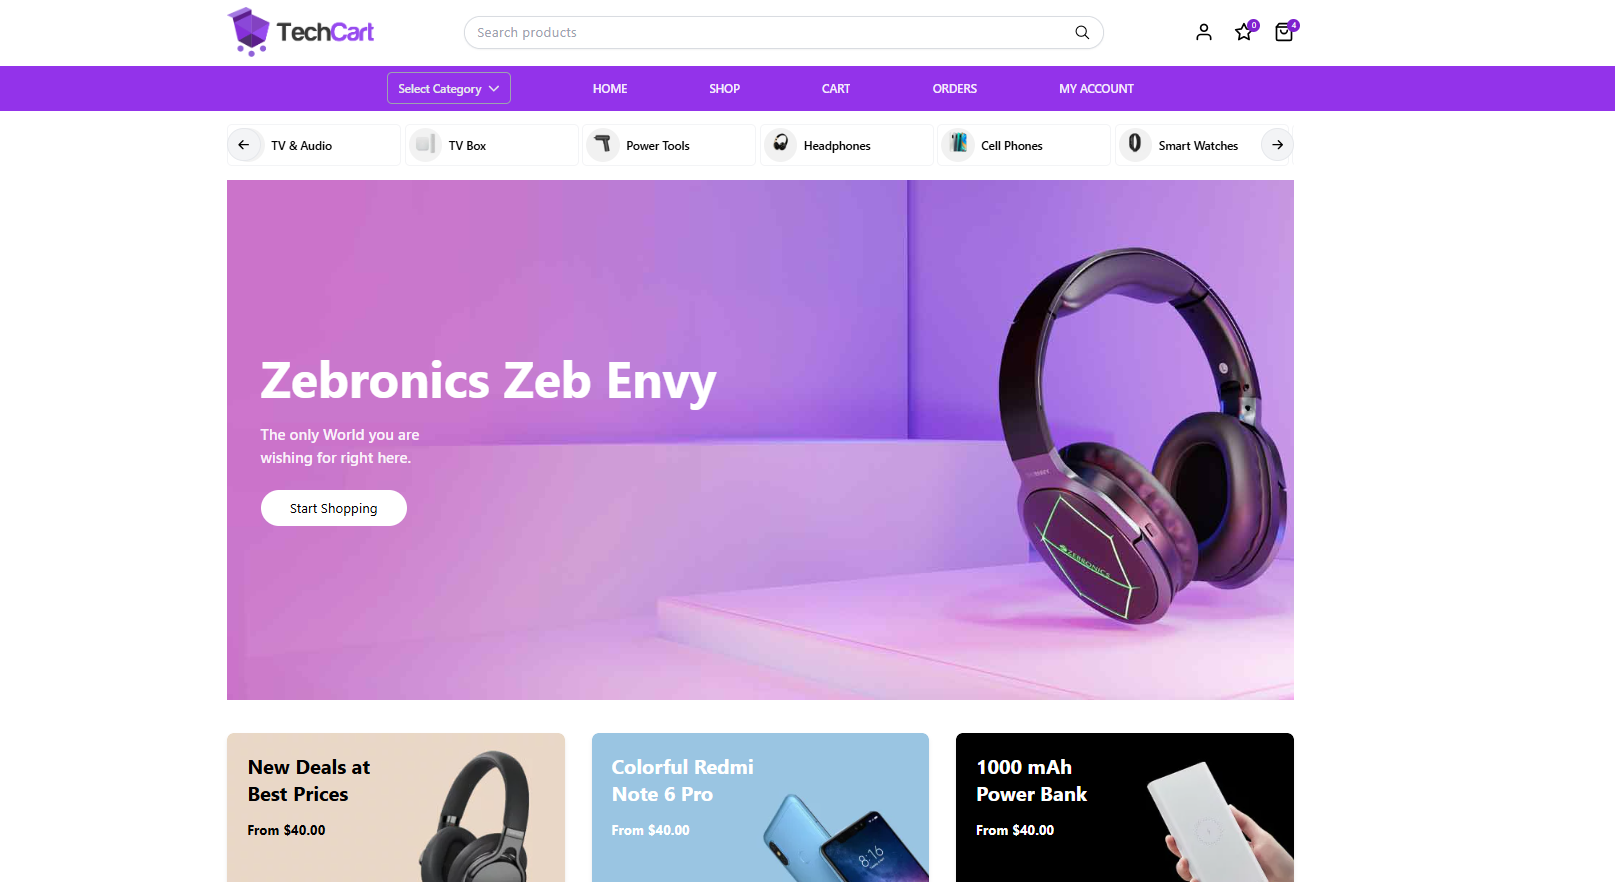 TechCart
Search products
0
4
Select Category
HOME
SHOP
CART
ORDERS
MY ACCOUNT
TV & Audio
TV Box
Power Tools
Headphones
Cell Phones
Smart Watches
Zebronics Zeb Envy
The only World you are
wishing for right here.
Start Shopping
ZEBRONICS
New Deals at
Best Prices
From $40.00
Colorful Redmi
Note 6 Pro
From $40.00
8:16
1000 mAh
Power Bank
From $40.00